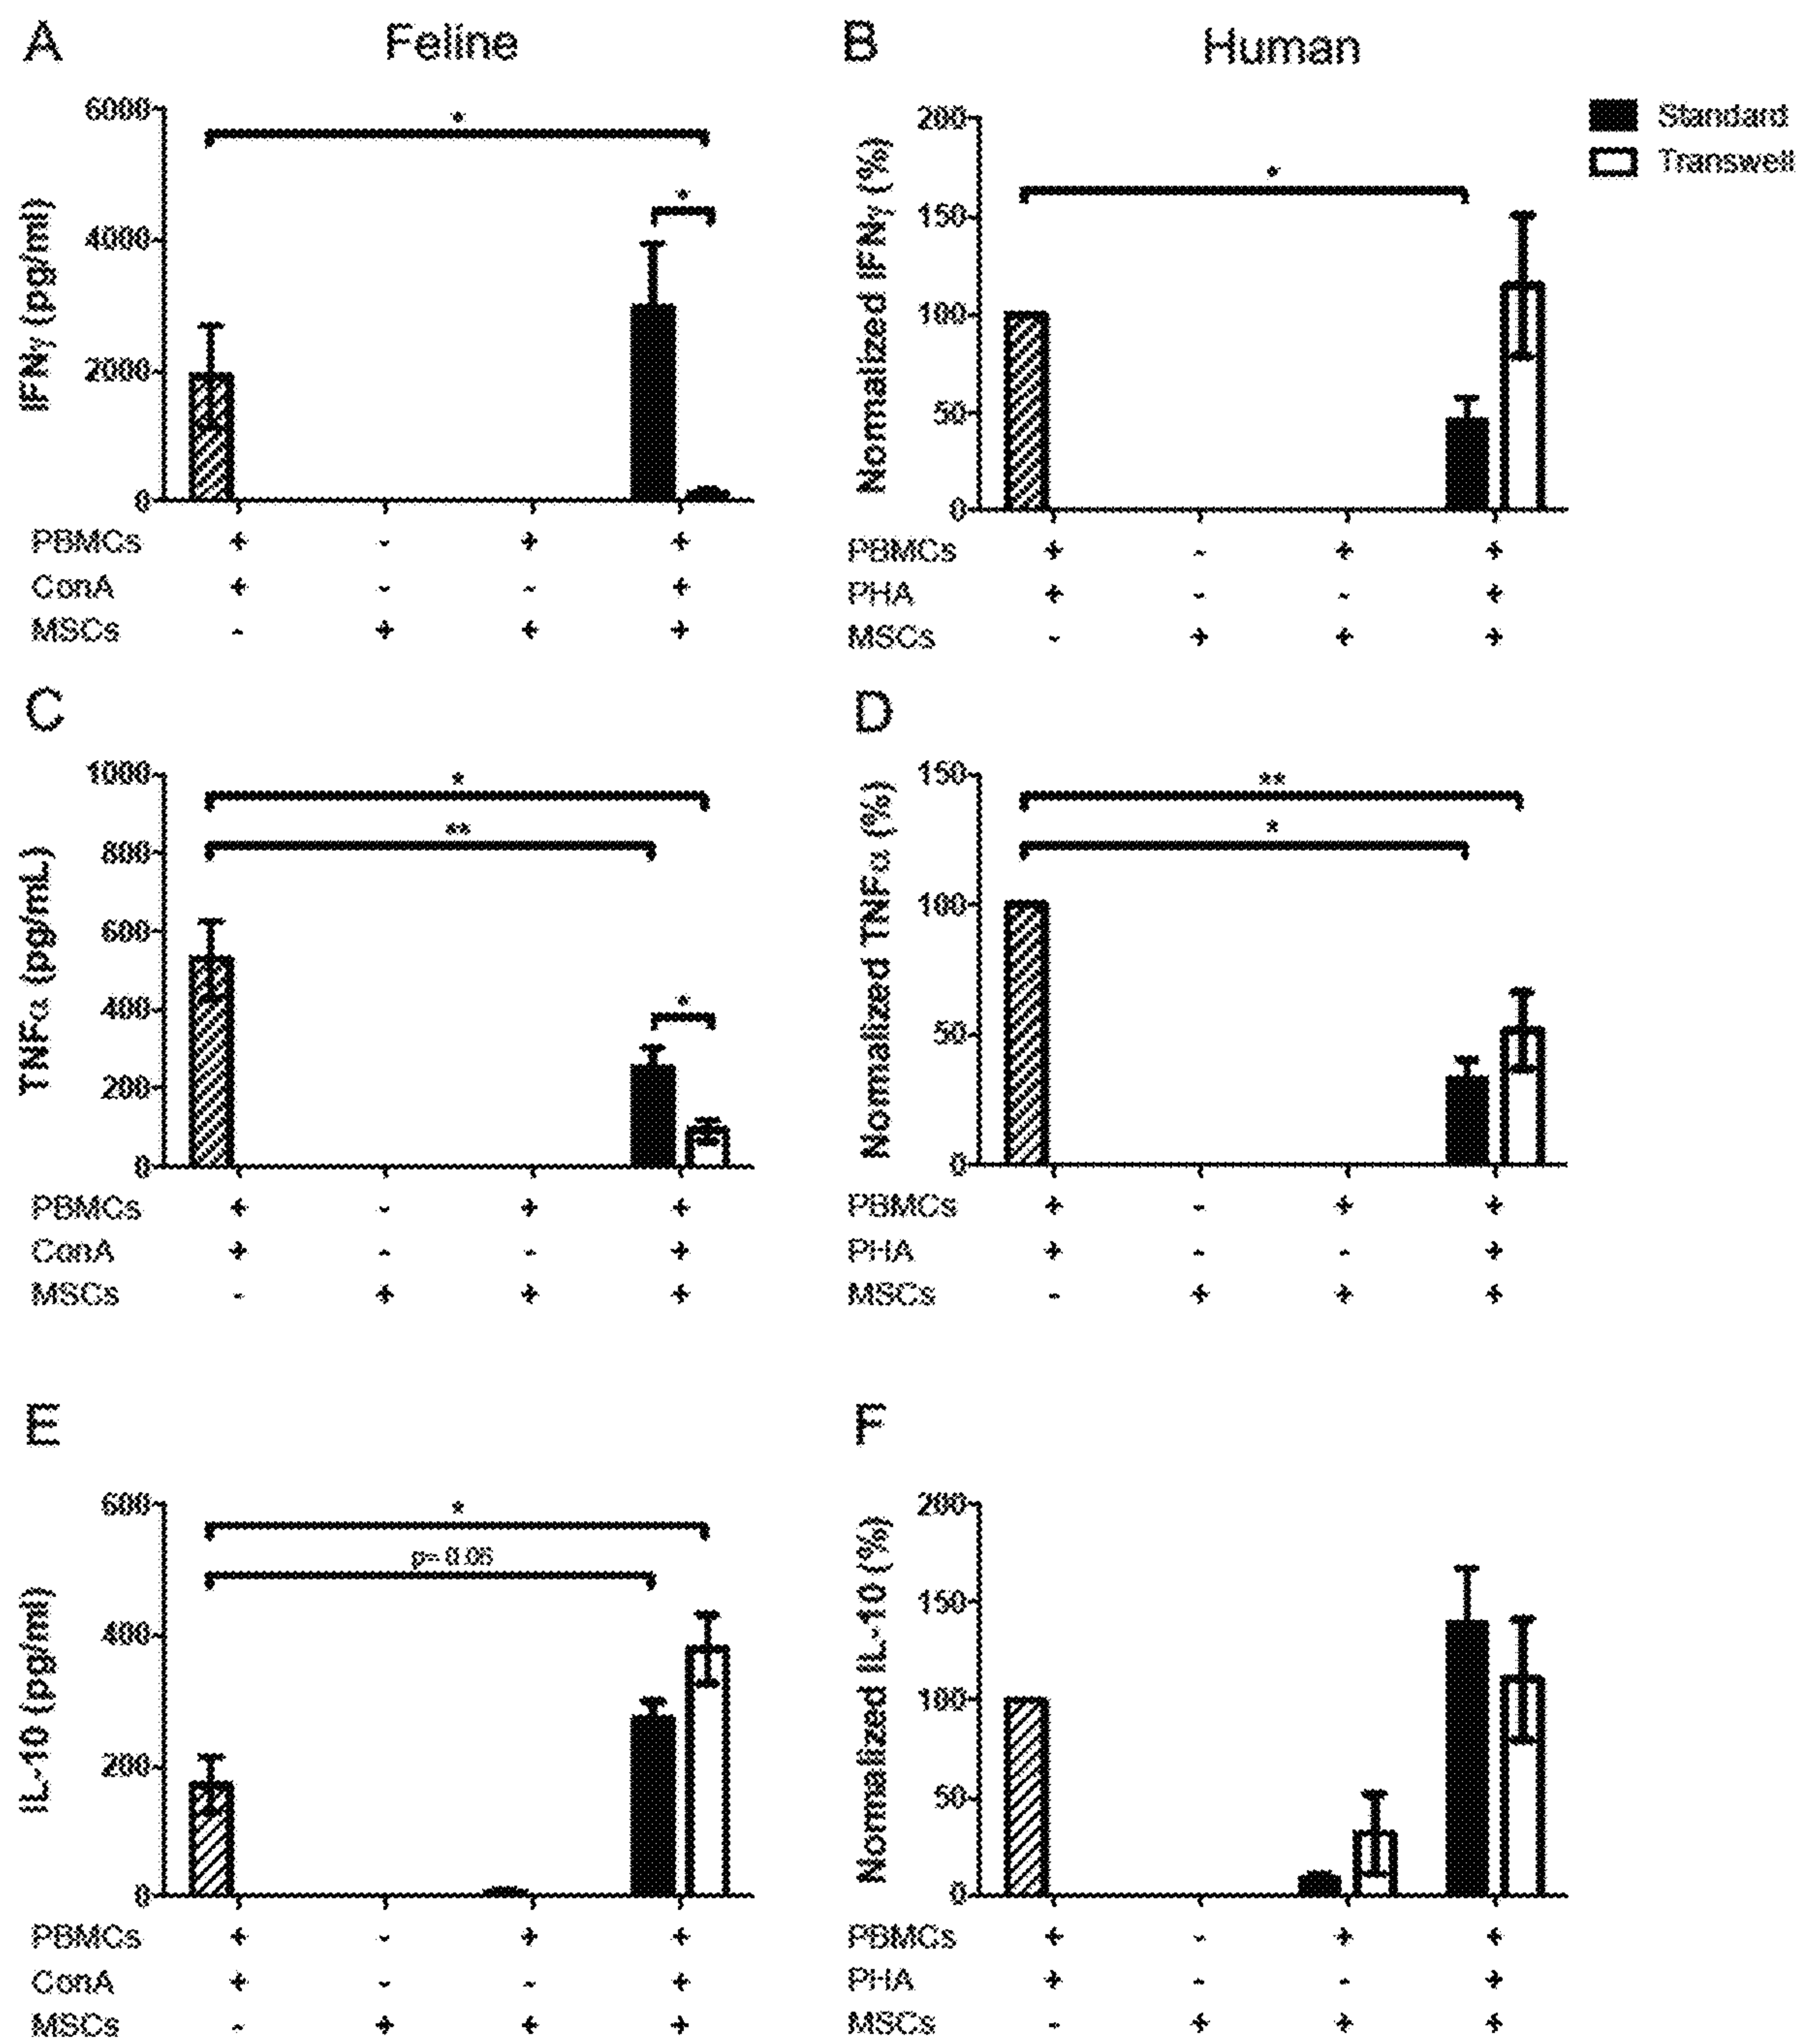 A Feline B Human
Standard
Transwell
IFNγ (pg/ml)
6000
4000
2000
0
*
*
PBMCs + - + +
ConA + - - +
MSCs - + + +
Normalized IFNγ (%)
200
150
100
50
0
*
PBMCs + - + +
PHA + - - +
MSCs - + + +
C
TNFα (pg/mL)
1000
800
600
400
200
0
*
**
*
PBMCs + - + +
ConA + - - +
MSCs - + + +
D
Normalized TNFα (%)
150
100
50
0
**
*
PBMCs + - + +
PHA + - - +
MSCs - + + +
E
IL-10 (pg/ml)
600
400
200
0
*
p= 0.06
PBMCs + - + +
ConA + - - +
MSCs - + + +
F
Normalized IL-10 (%)
200
150
100
50
0
PBMCs + - + +
PHA + - - +
MSCs - + + +